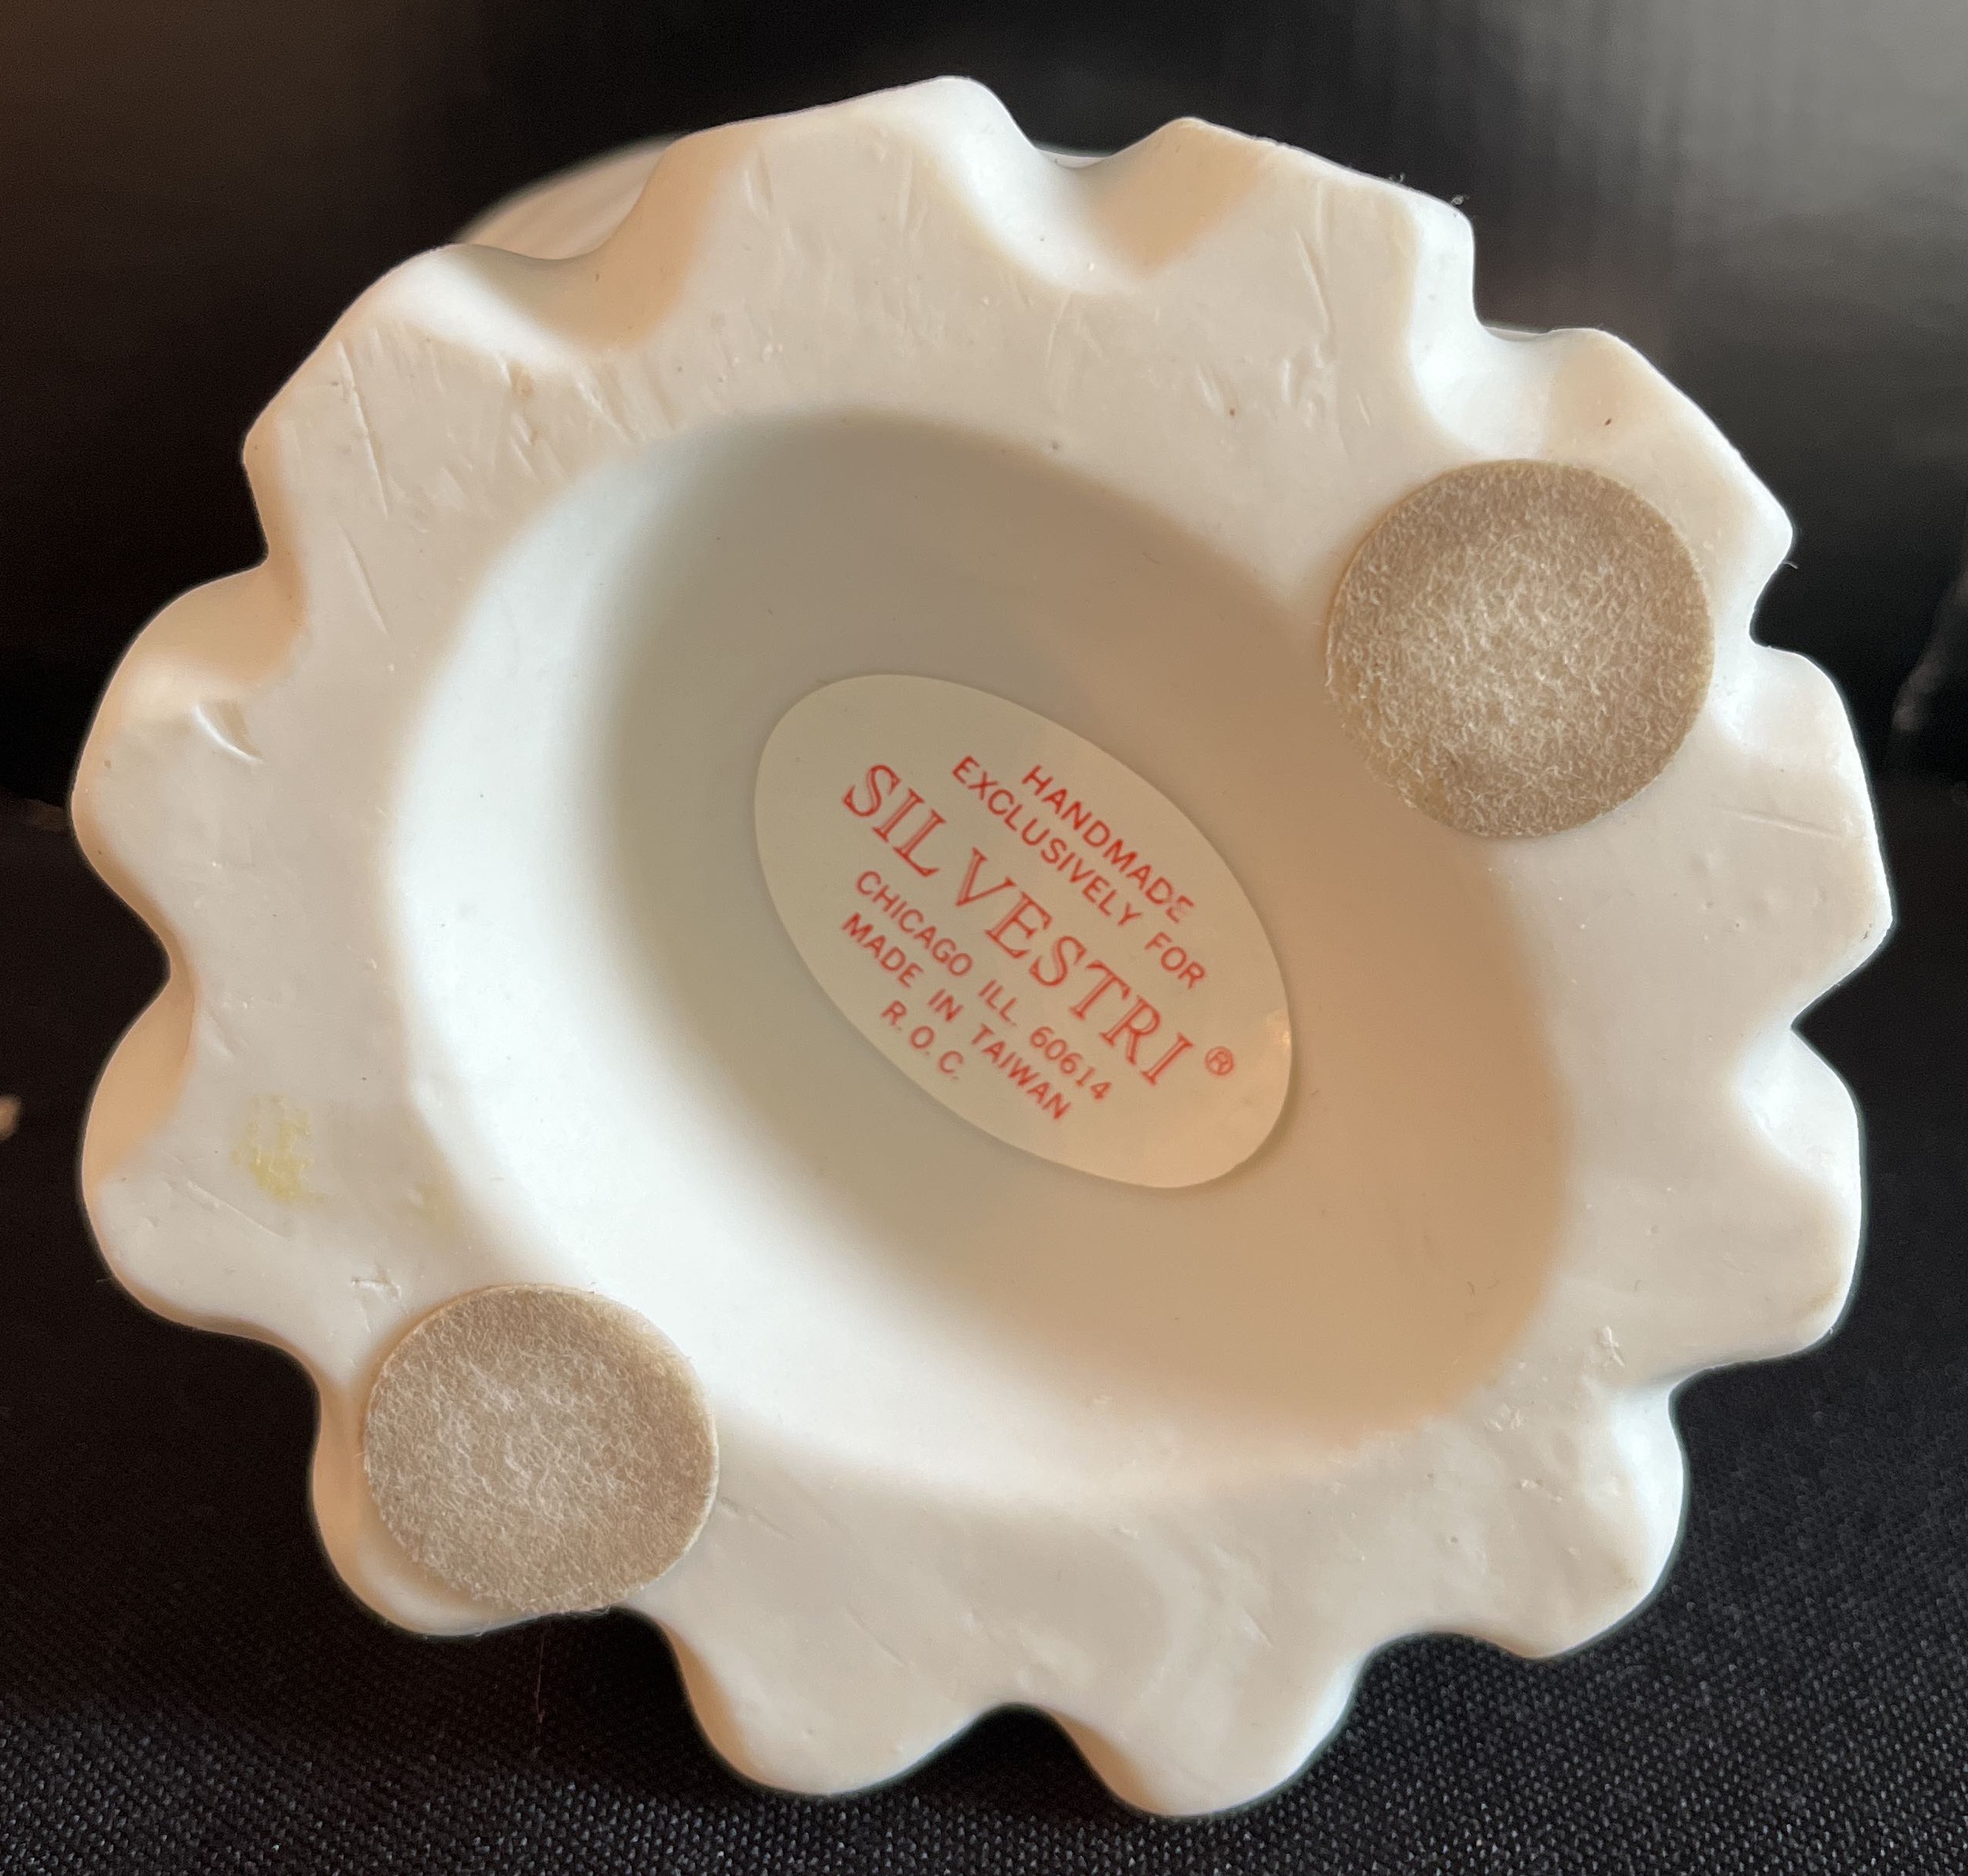 HANDMADE
EXCLUSIVELY FOR
SILVESTRI®
CHICAGO ILL. 60614
MADE IN TAIWAN
R.O.C.